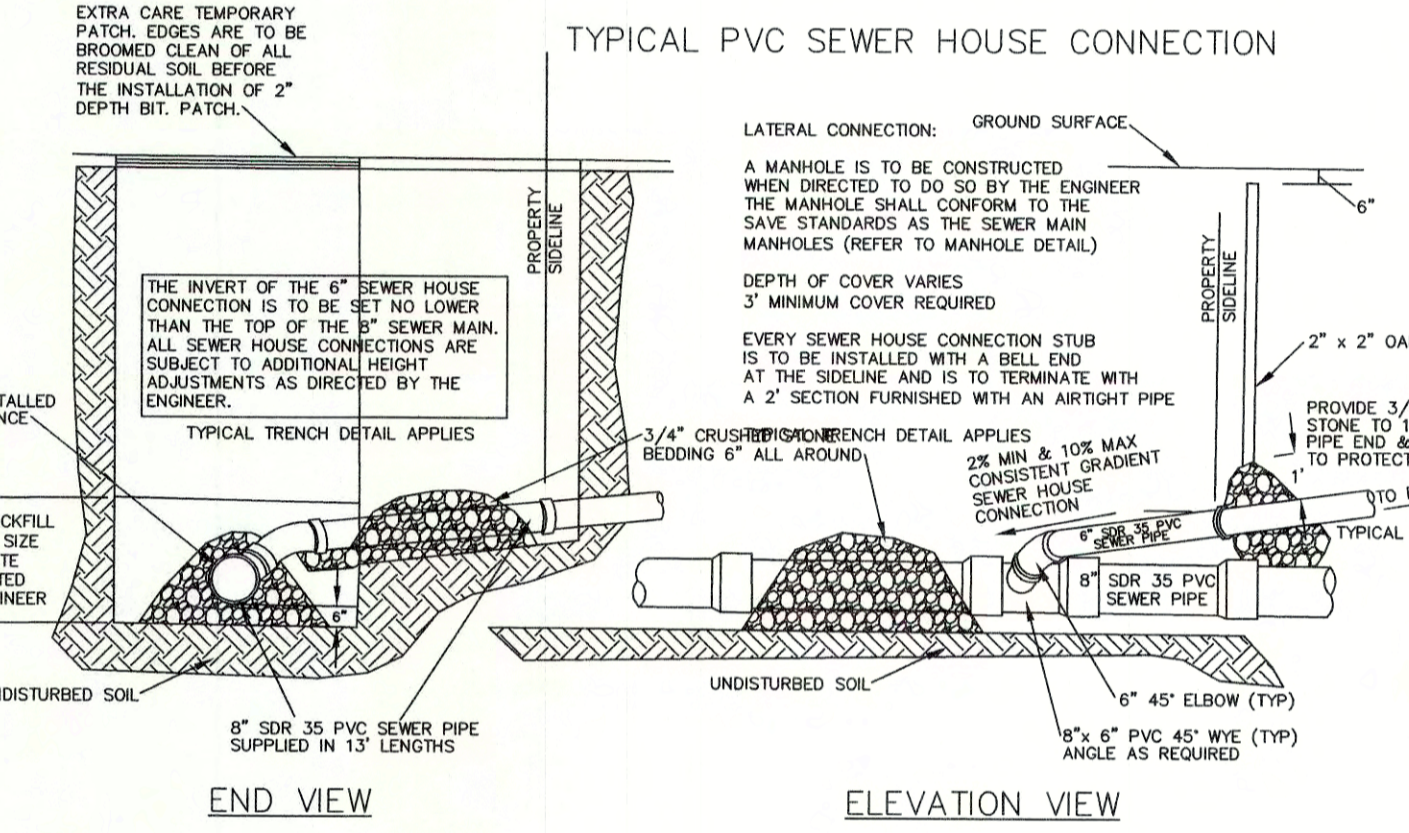 EXTRA CARE TEMPORARY
PATCH. EDGES ARE TO BE
BROOMED CLEAN OF ALL
RESIDUAL SOIL BEFORE
THE INSTALLATION OF 2"
DEPTH BIT. PATCH.
TYPICAL PVC SEWER HOUSE CONNECTION
PROPERTY
SIDELINE
THE INVERT OF THE 6" SEWER HOUSE
CONNECTION IS TO BE SET NO LOWER
THAN THE TOP OF THE 8" SEWER MAIN.
ALL SEWER HOUSE CONNECTIONS ARE
SUBJECT TO ADDITIONAL HEIGHT
ADJUSTMENTS AS DIRECTED BY THE
ENGINEER.
TYPICAL TRENCH DETAIL APPLIES
TALLED
NCE
CKFILL
SIZE
TE
TED
INEER
6"
NDISTURBED SOIL
8" SDR 35 PVC SEWER PIPE
SUPPLIED IN 13' LENGTHS
END VIEW
LATERAL CONNECTION:
GROUND SURFACE
A MANHOLE IS TO BE CONSTRUCTED
WHEN DIRECTED TO DO SO BY THE ENGINEER
THE MANHOLE SHALL CONFORM TO THE
SAVE STANDARDS AS THE SEWER MAIN
MANHOLES (REFER TO MANHOLE DETAIL)
DEPTH OF COVER VARIES
3' MINIMUM COVER REQUIRED
EVERY SEWER HOUSE CONNECTION STUB
IS TO BE INSTALLED WITH A BELL END
AT THE SIDELINE AND IS TO TERMINATE WITH
A 2' SECTION FURNISHED WITH AN AIRTIGHT PIPE
TYPICAL TRENCH DETAIL APPLIES
3/4" CRUSHED STONE
BEDDING 6" ALL AROUND
2% MIN & 10% MAX
CONSISTENT GRADIENT
SEWER HOUSE
CONNECTION
6"
PROPERTY
SIDELINE
2" x 2" OA
PROVIDE 3/
STONE TO 1
PIPE END &
TO PROTECT
1'
TO
TYPICAL
6" SDR 35 PVC
SEWER PIPE
8" SDR 35 PVC
SEWER PIPE
UNDISTURBED SOIL
6" 45° ELBOW (TYP)
8"x 6" PVC 45° WYE (TYP)
ANGLE AS REQUIRED
ELEVATION VIEW